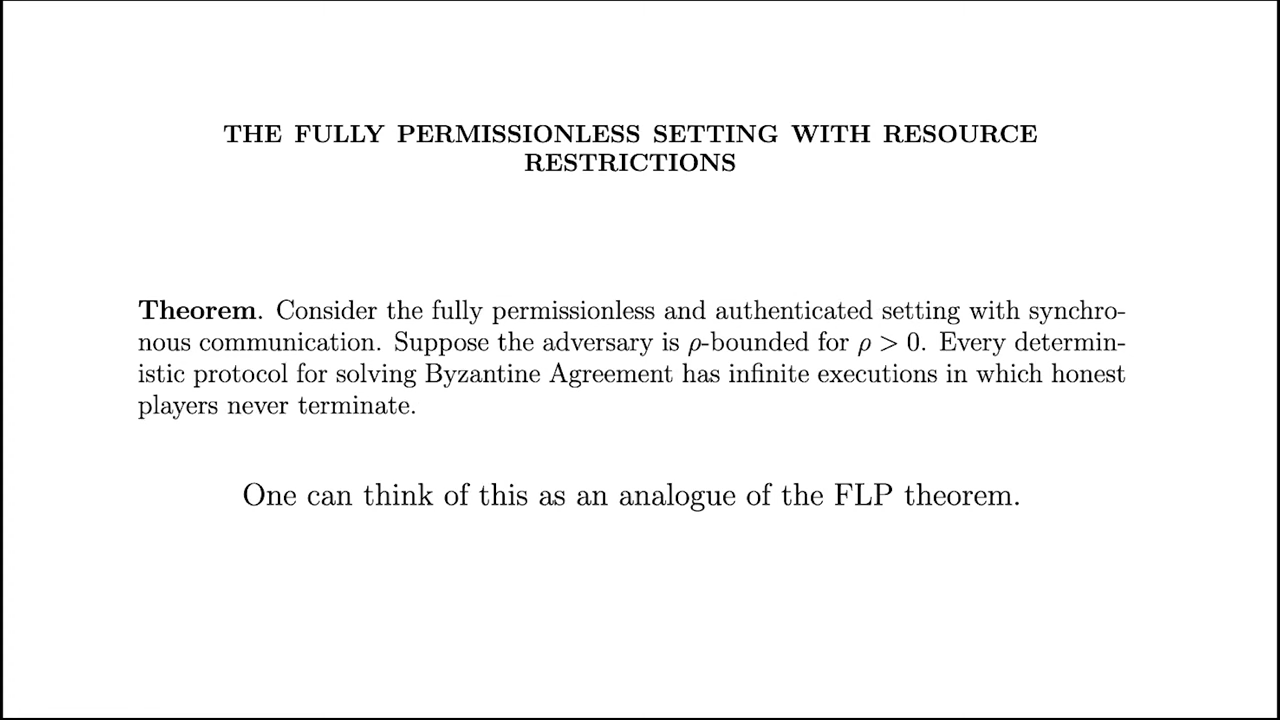 THE FULLY PERMISSIONLESS SETTING WITH RESOURCE
RESTRICTIONS
Theorem. Consider the fully permissionless and authenticated setting with synchro-
nous communication. Suppose the adversary is ρ-bounded for ρ > 0. Every determin-
istic protocol for solving Byzantine Agreement has infinite executions in which honest
players never terminate.
One can think of this as an analogue of the FLP theorem.